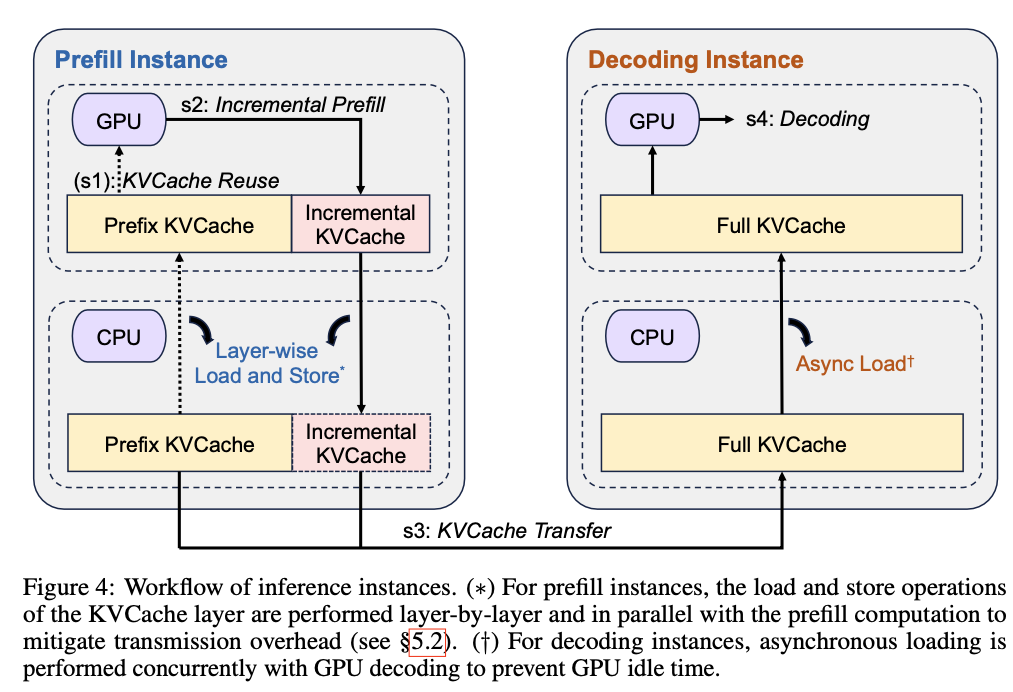 Prefill Instance
GPU
s2: Incremental Prefill
(s1): KVCache Reuse
Prefix KVCache
Incremental
KVCache
CPU
Layer-wise
Load and Store*
Prefix KVCache
Incremental
KVCache
Decoding Instance
GPU
s4: Decoding
Full KVCache
CPU
Async Load†
Full KVCache
s3: KVCache Transfer
Figure 4: Workflow of inference instances. (∗) For prefill instances, the load and store operations
of the KVCache layer are performed layer-by-layer and in parallel with the prefill computation to
mitigate transmission overhead (see §5.2). (†) For decoding instances, asynchronous loading is
performed concurrently with GPU decoding to prevent GPU idle time.